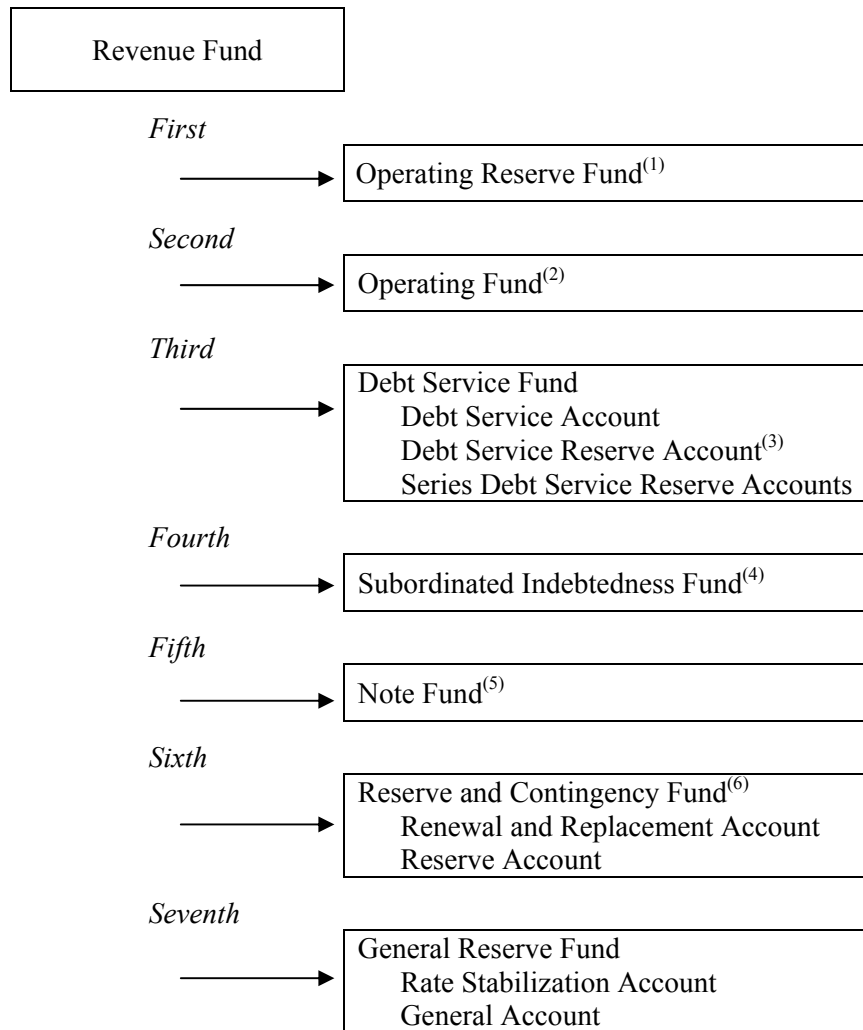 Revenue Fund
First
Operating Reserve Fund(1)
Second
Operating Fund(2)
Third
Debt Service Fund
Debt Service Account
Debt Service Reserve Account(3)
Series Debt Service Reserve Accounts
Fourth
Subordinated Indebtedness Fund(4)
Fifth
Note Fund(5)
Sixth
Reserve and Contingency Fund(6)
Renewal and Replacement Account
Reserve Account
Seventh
General Reserve Fund
Rate Stabilization Account
General Account